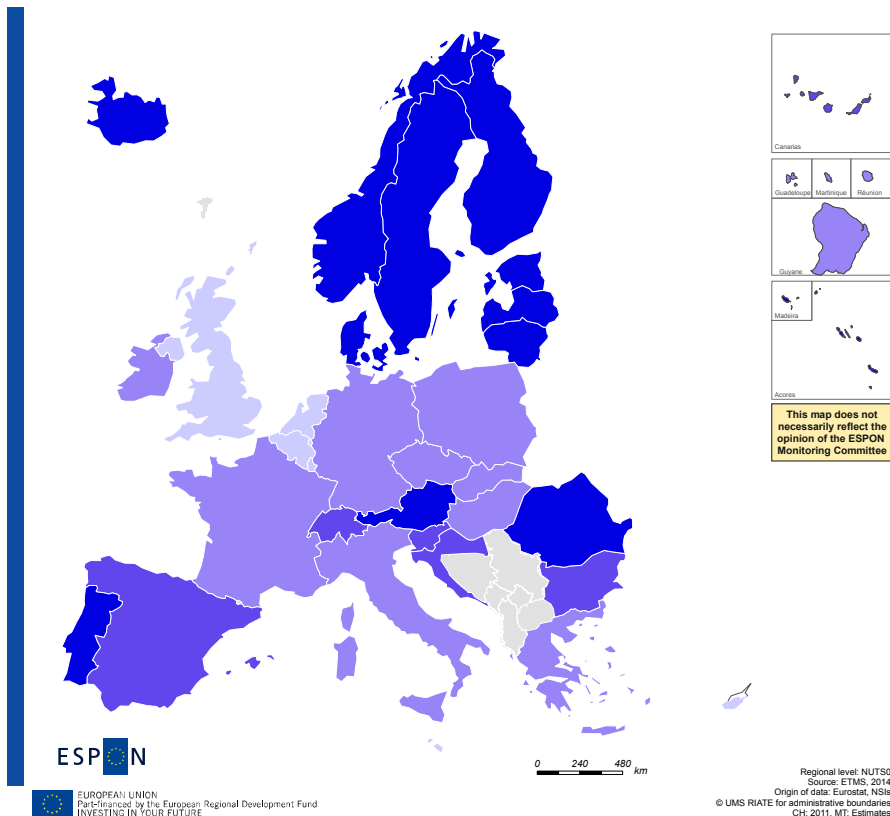 Canarias
Guadeloupe
Martinique
Réunion
Guyane
Madeira
Acores
This map does not
necessarily reflect the
opinion of the ESPON
Monitoring Committee
ESPON
EUROPEAN UNION
Part-financed by the European Regional Development Fund
INVESTING IN YOUR FUTURE
0 240 480
km
Regional level: NUTS0
Source: ETMS, 2014
Origin of data: Eurostat, NSIs
© UMS RIATE for administrative boundaries
CH: 2011, MT: Estimates